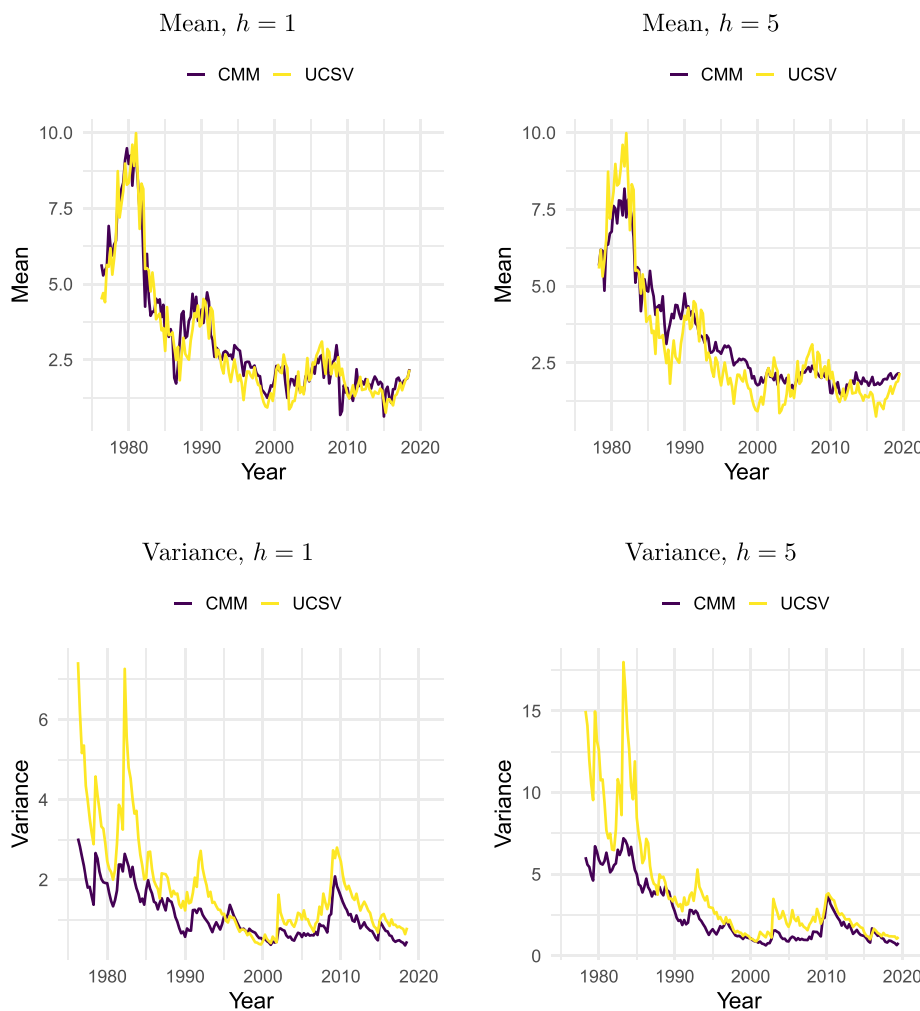 Mean, h = 1
CMM UCSV
Mean
10.0
7.5
5.0
2.5
1980 1990 2000 2010 2020
Year
Mean, h = 5
CMM UCSV
Mean
10.0
7.5
5.0
2.5
1980 1990 2000 2010 2020
Year
Variance, h = 1
CMM UCSV
Variance
6
4
2
1980 1990 2000 2010 2020
Year
Variance, h = 5
CMM UCSV
Variance
15
10
5
0
1980 1990 2000 2010 2020
Year